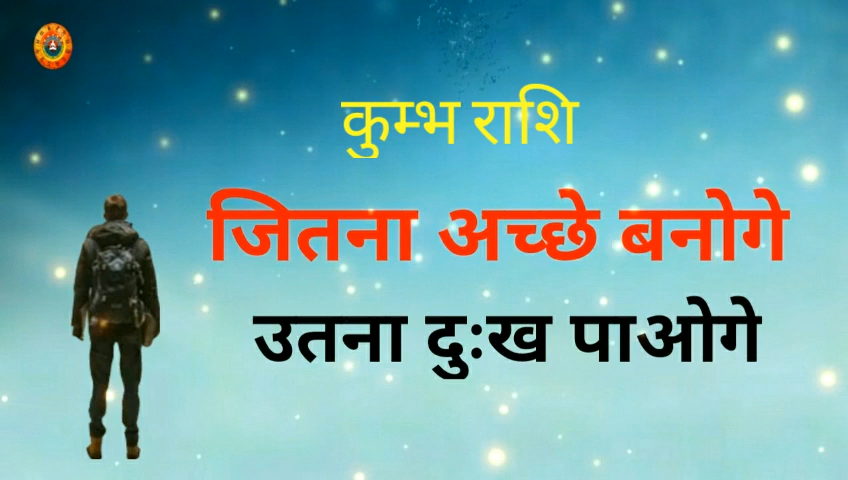 कुम्भ राशि
जितना अच्छे बनोगे
उतना दुःख पाओगे